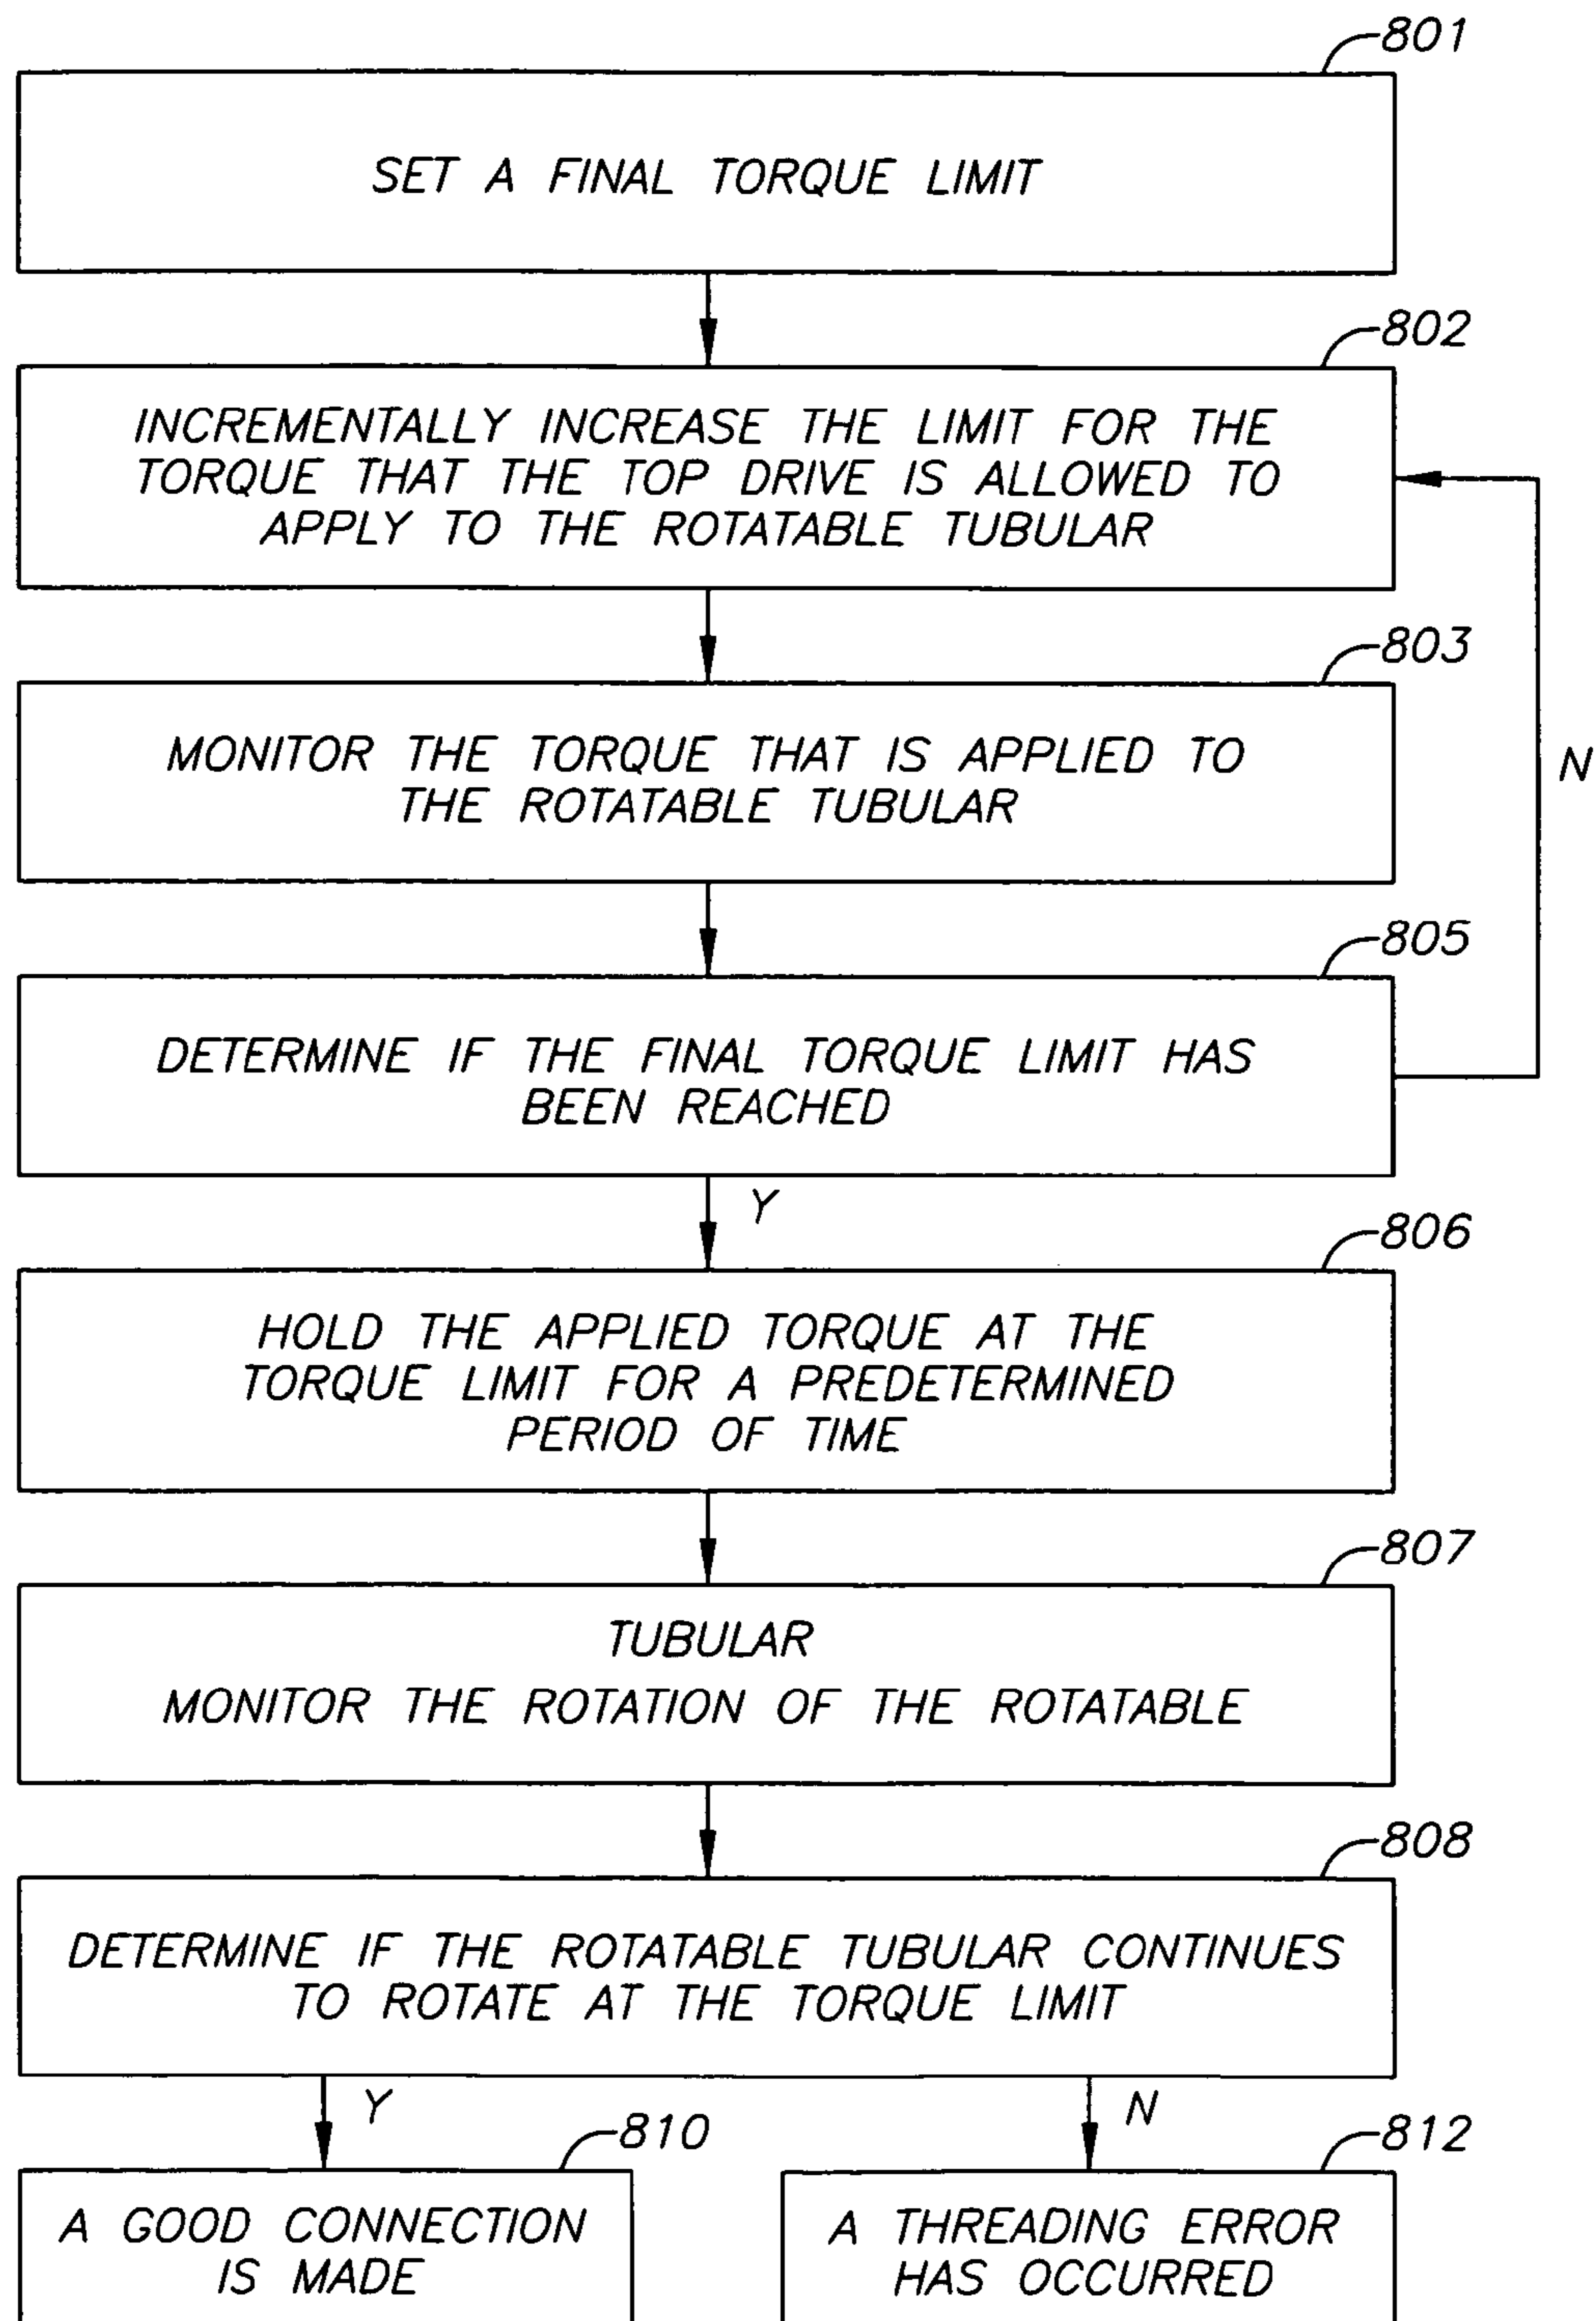 801
SET A FINAL TORQUE LIMIT
802
INCREMENTALLY INCREASE THE LIMIT FOR THE
TORQUE THAT THE TOP DRIVE IS ALLOWED TO
APPLY TO THE ROTATABLE TUBULAR
803
MONITOR THE TORQUE THAT IS APPLIED TO
THE ROTATABLE TUBULAR
N
805
DETERMINE IF THE FINAL TORQUE LIMIT HAS
BEEN REACHED
Y
806
HOLD THE APPLIED TORQUE AT THE
TORQUE LIMIT FOR A PREDETERMINED
PERIOD OF TIME
807
TUBULAR
MONITOR THE ROTATION OF THE ROTATABLE
808
DETERMINE IF THE ROTATABLE TUBULAR CONTINUES
TO ROTATE AT THE TORQUE LIMIT
Y
N
810
812
A GOOD CONNECTION
IS MADE
A THREADING ERROR
HAS OCCURRED